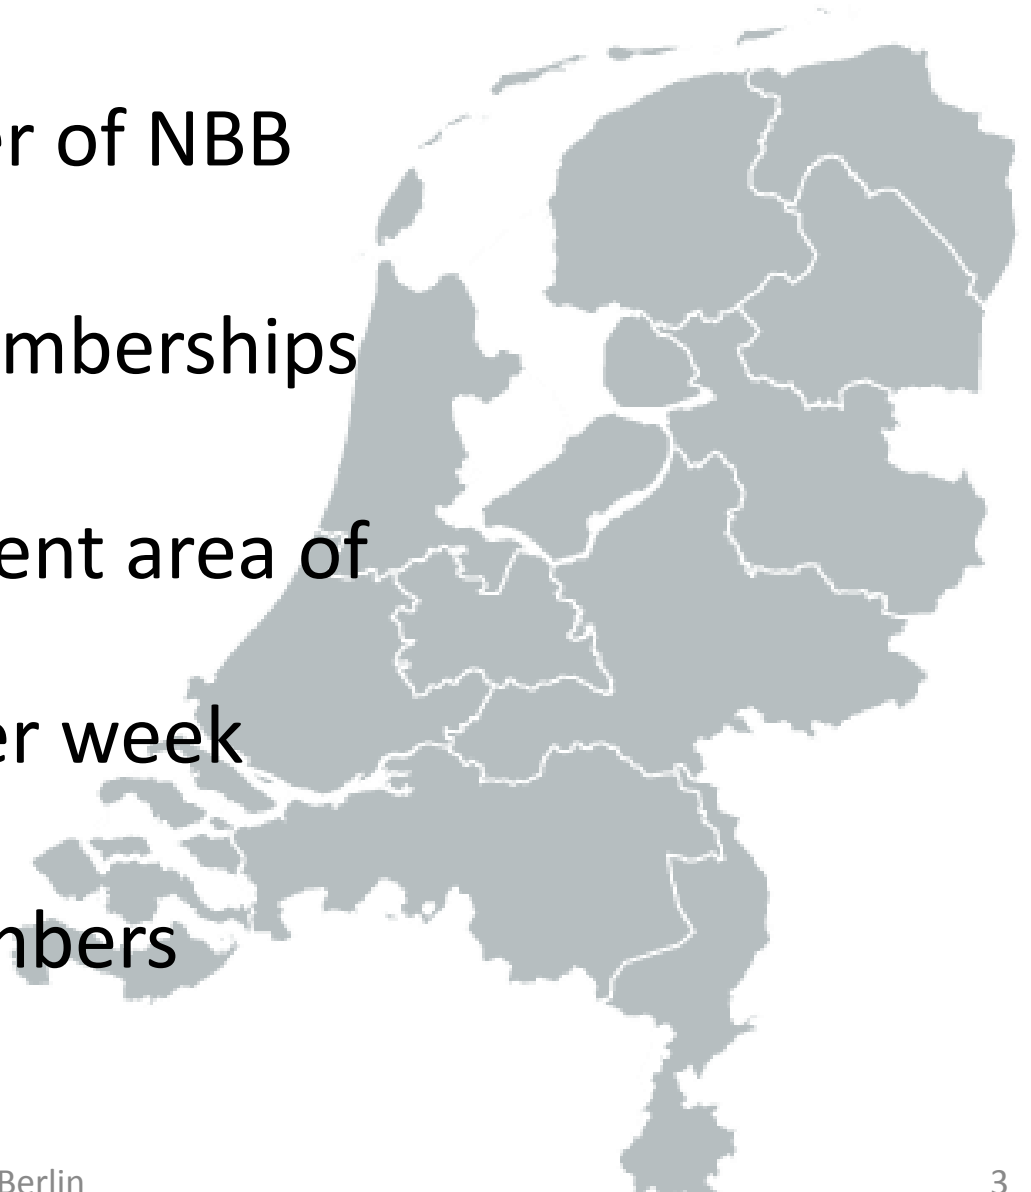 er of NBB
mberships
ent area of
er week
nbers
Berlin
3